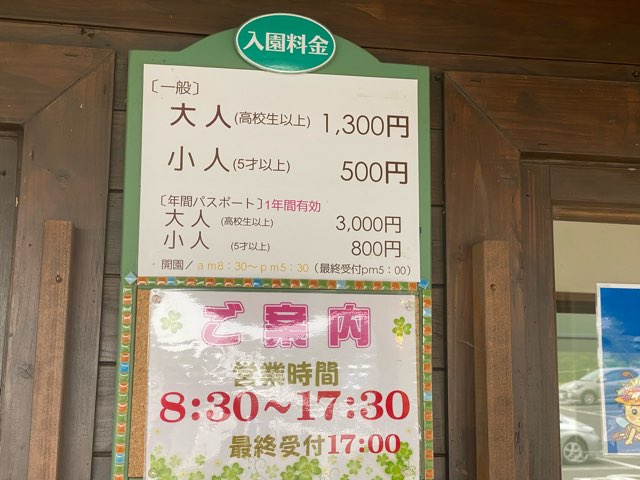 入園料金
〔一般〕
大人(高校生以上) 1,300円
小人(5才以上) 500円
〔年間パスポート〕1年間有効
大人(高校生以上) 3,000円
小人(5才以上) 800円
開園／am8：30～pm5：30（最終受付pm5：00）
ご案内
営業時間
8:30～17:30
最終受付17:00